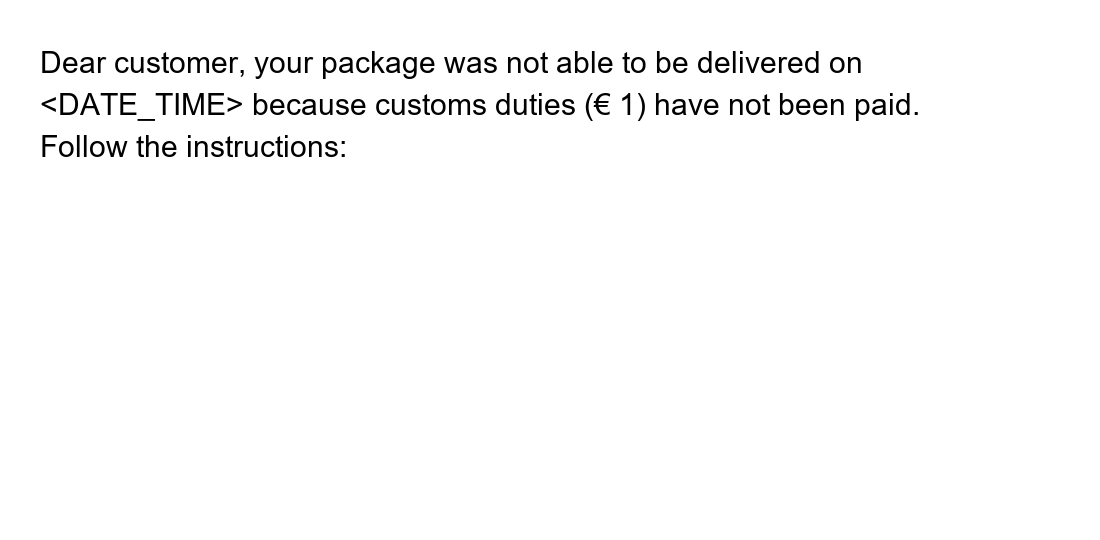 Dear customer, your package was not able to be delivered on
<DATE_TIME> because customs duties (€ 1) have not been paid.
Follow the instructions: